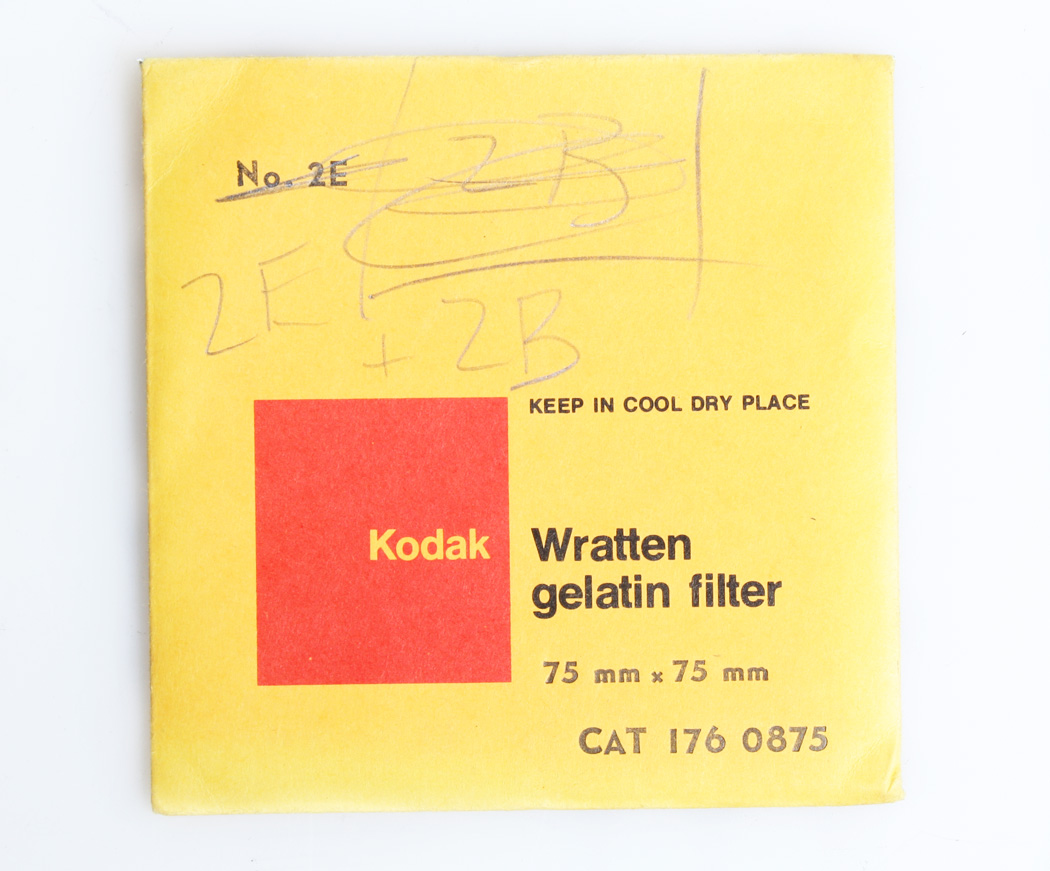 No. 2E
2B
2E
+ 2B
KEEP IN COOL DRY PLACE
Kodak
Wratten
gelatin filter
75 mm x 75 mm
CAT 176 0875